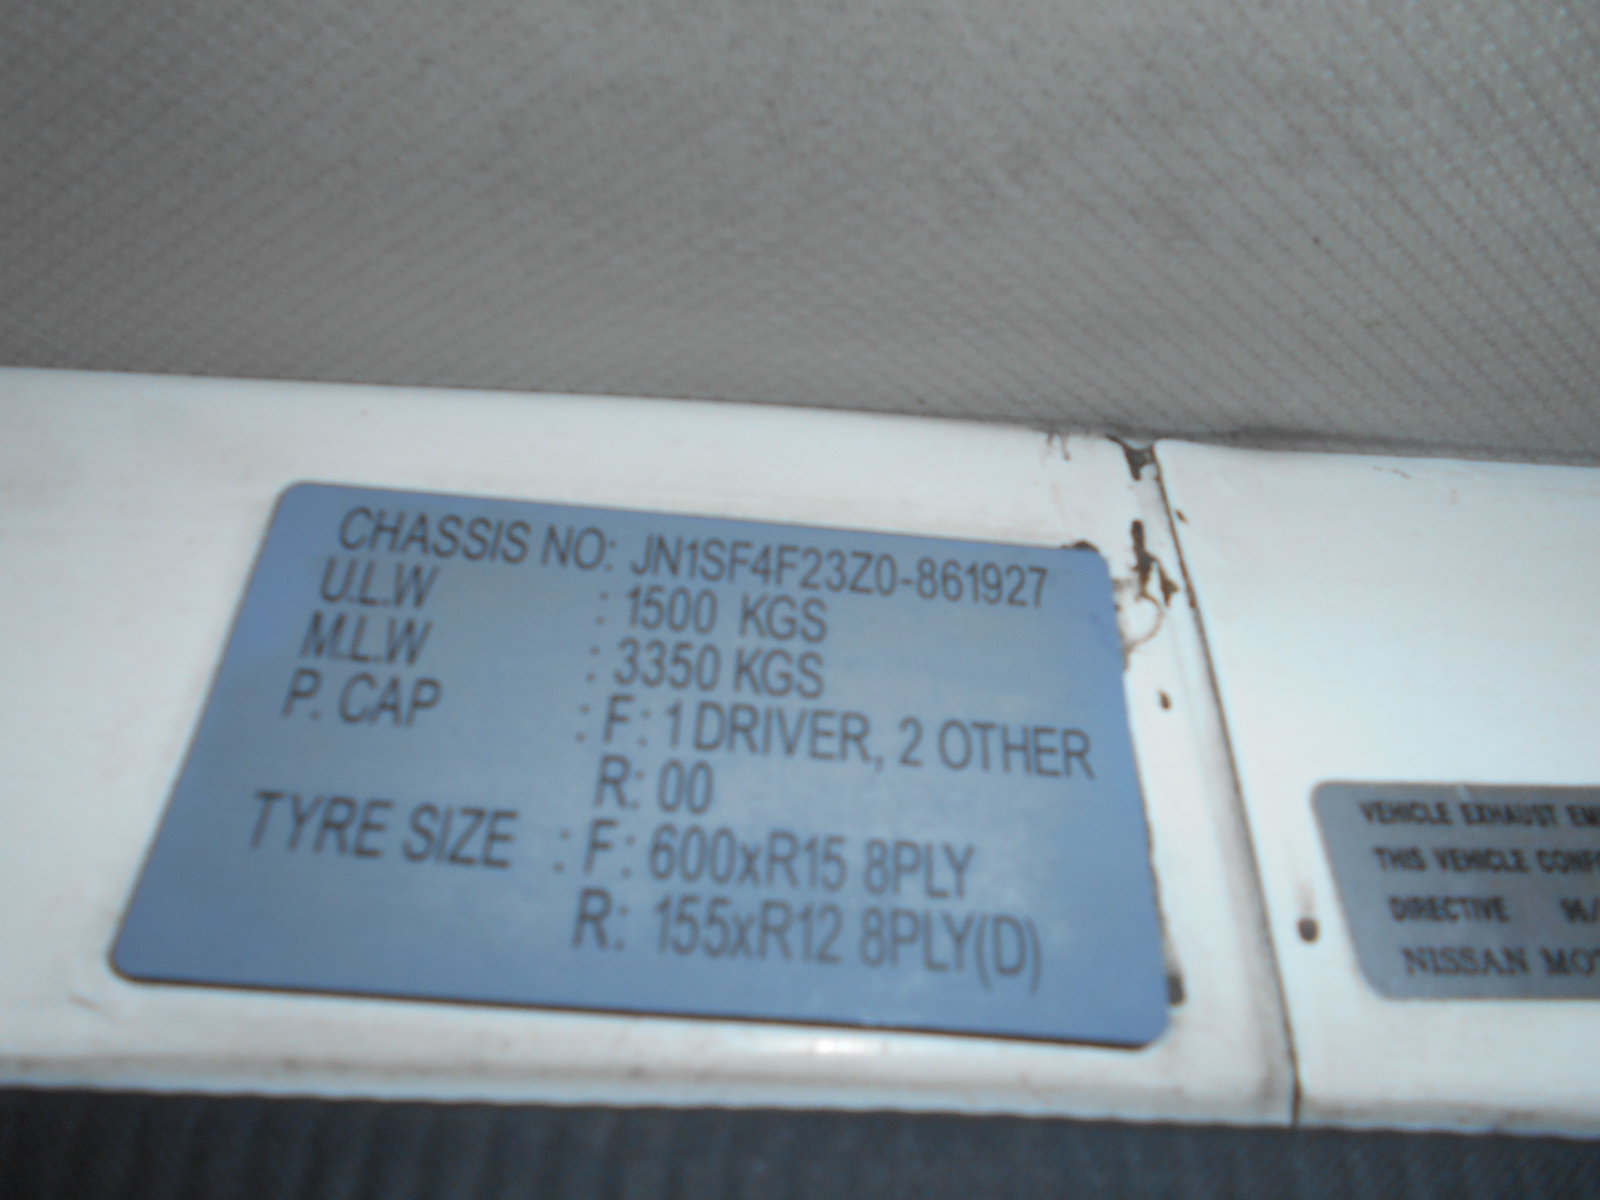 CHASSIS NO: JN1SF4F23Z0-861927
U.L.W : 1500 KGS
M.L.W : 3350 KGS
P. CAP : F: 1 DRIVER, 2 OTHER
R: 00
TYRE SIZE : F: 600xR15 8PLY
R: 155xR12 8PLY(D)
VEHICLE EXHAUST
THIS VEHICLE
DIRECTIVE 96/
NISSAN